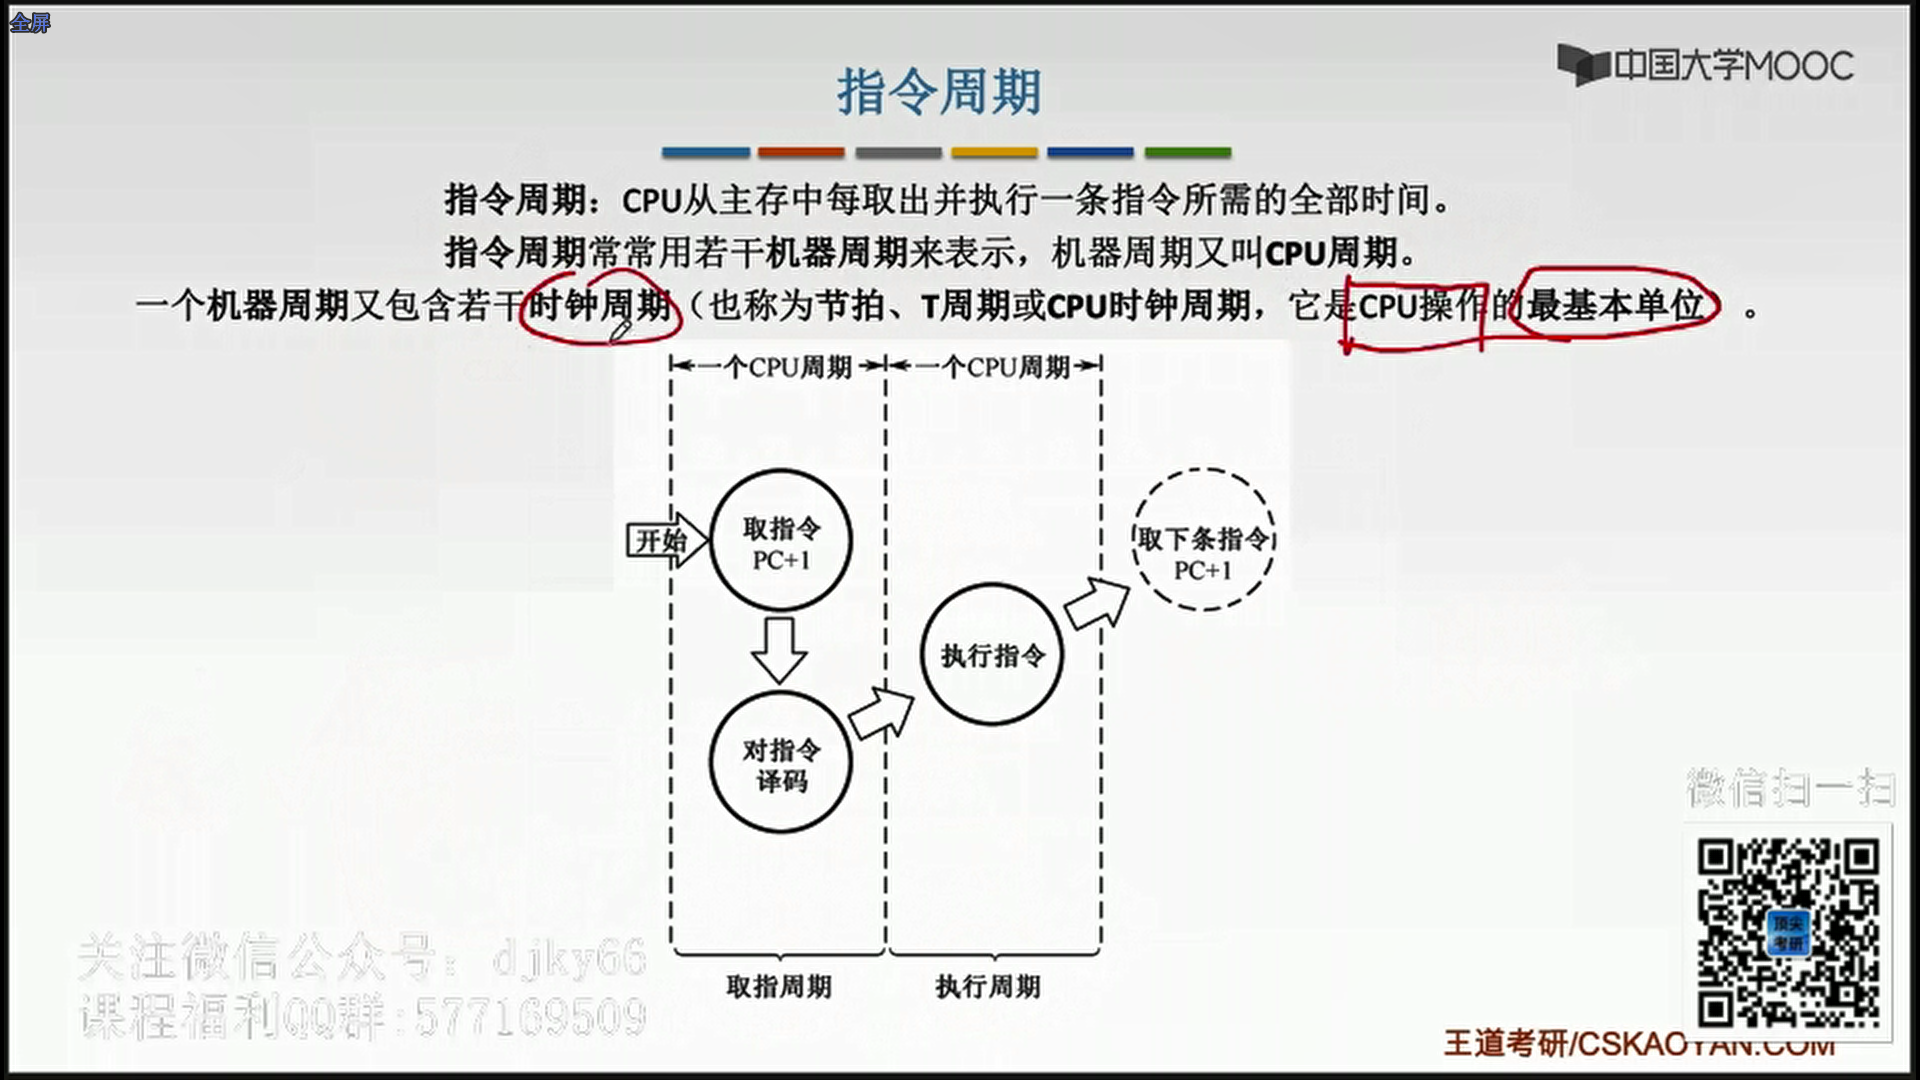 全屏
中国大学MOOC
指令周期
指令周期：CPU从主存中每取出并执行一条指令所需的全部时间。
指令周期常常用若干机器周期来表示，机器周期又叫CPU周期。
一个机器周期又包含若干时钟周期（也称为节拍、T周期或CPU时钟周期，它是CPU操作的最基本单位 。
一个CPU周期 一个CPU周期
开始
取指令
PC+1
取下条指令
PC+1
执行指令
对指令
译码
取指周期 执行周期
微信扫一扫
顶尖
考研
关注微信公众号：djky66
课程福利QQ群:577169509
王道考研/CSKAOYAN.COM